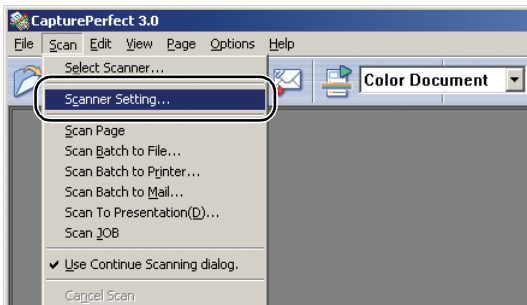 CapturePerfect 3.0
File Scan Edit View Page Options Help
Select Scanner...
Color Document
Scanner Setting...
Scan Page
Scan Batch to File...
Scan Batch to Printer...
Scan Batch to Mail...
Scan To Presentation(D)...
Scan JOB
✔ Use Continue Scanning dialog.
Cancel Scan